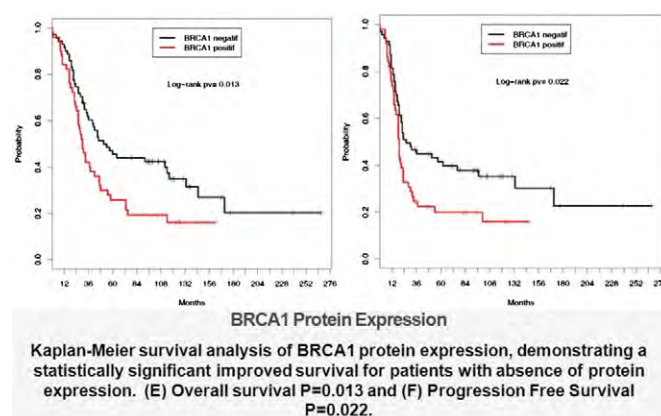 BRCA1 negatif
BRCA1 positif
Log-rank pv= 0.013
Probability
1.0
0.8
0.6
0.4
0.2
0.0
12 36 60 84 108 132 156 180 204 228 252 276
Months
BRCA1 negatif
BRCA1 positif
Log-rank pv= 0.022
Probability
1.0
0.8
0.6
0.4
0.2
0.0
12 36 60 84 108 132 156 180 204 228 252 276
Months
BRCA1 Protein Expression
Kaplan-Meier survival analysis of BRCA1 protein expression, demonstrating a
statistically significant improved survival for patients with absence of protein
expression. (E) Overall survival P=0.013 and (F) Progression Free Survival
P=0.022.